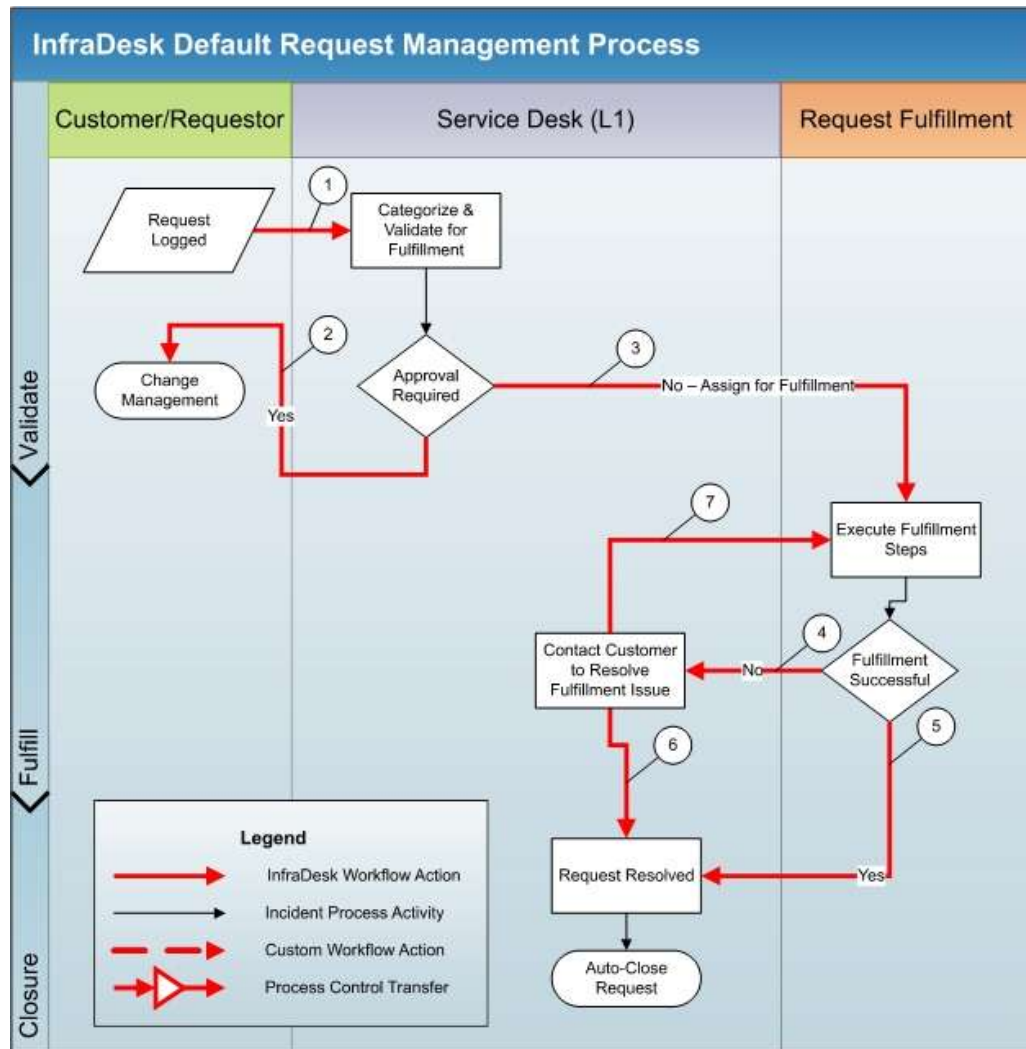 InfraDesk Default Request Management Process
Customer/Requestor
Service Desk (L1)
Request Fulfillment
Validate
1
Request
Logged
Categorize &
Validate for
Fulfillment
2
3
Change
Management
Approval
Required
Yes
No – Assign for Fulfillment
Fulfill
7
Execute Fulfillment
Steps
4
Contact Customer
to Resolve
Fulfillment Issue
No
Fulfillment
Successful
5
6
Closure
Request Resolved
Yes
Auto-Close
Request
Legend
InfraDesk Workflow Action
Incident Process Activity
Custom Workflow Action
Process Control Transfer